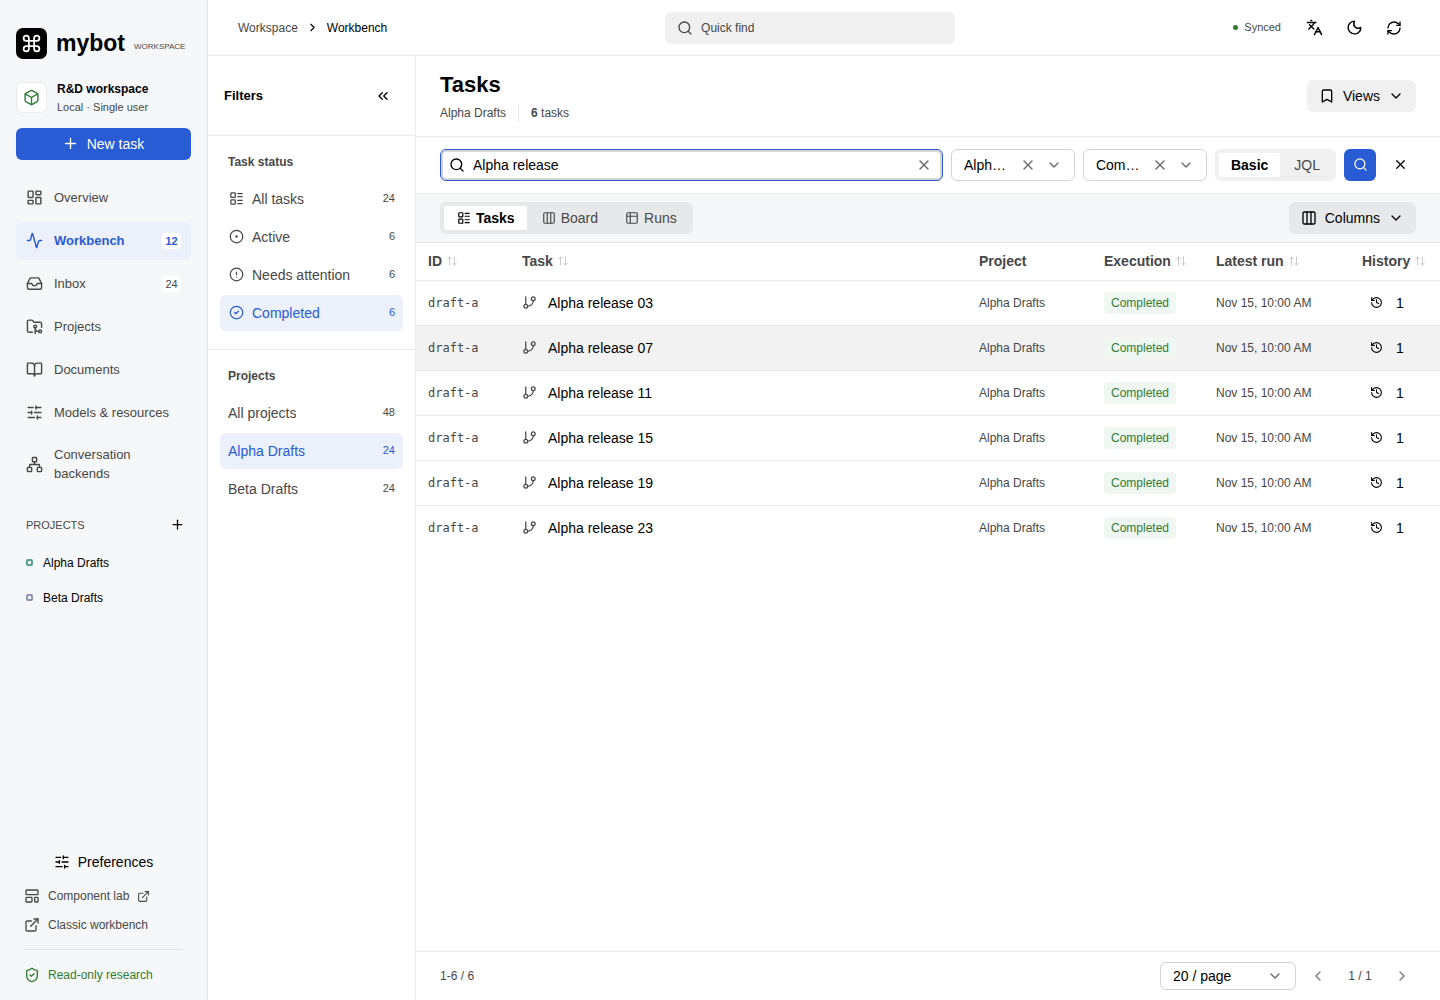 mybot WORKSPACE
R&D workspace
Local · Single user
New task
Overview
Workbench 12
Inbox 24
Projects
Documents
Models & resources
Conversation
backends
PROJECTS
Alpha Drafts
Beta Drafts
Preferences
Component lab
Classic workbench
Read-only research
Workspace Workbench
Quick find
Synced
Filters
Task status
All tasks 24
Active 6
Needs attention 6
Completed 6
Projects
All projects 48
Alpha Drafts 24
Beta Drafts 24
Tasks
Alpha Drafts 6 tasks
Views
Alpha release
Alph…
Com…
Basic JQL
Tasks Board Runs
Columns
ID Task Project Execution Latest run History
draft-a Alpha release 03 Alpha Drafts Completed Nov 15, 10:00 AM 1
draft-a Alpha release 07 Alpha Drafts Completed Nov 15, 10:00 AM 1
draft-a Alpha release 11 Alpha Drafts Completed Nov 15, 10:00 AM 1
draft-a Alpha release 15 Alpha Drafts Completed Nov 15, 10:00 AM 1
draft-a Alpha release 19 Alpha Drafts Completed Nov 15, 10:00 AM 1
draft-a Alpha release 23 Alpha Drafts Completed Nov 15, 10:00 AM 1
1-6 / 6
20 / page
1 / 1